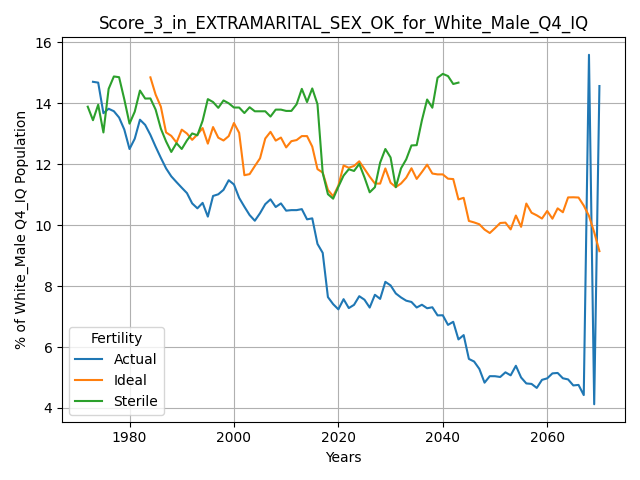 Score_3_in_EXTRAMARITAL_SEX_OK_for_White_Male_Q4_IQ
16
14
12
10
8
6
4
% of White_Male Q4_IQ Population
Fertility
Actual
Ideal
Sterile
1980
2000
2020
2040
2060
Years